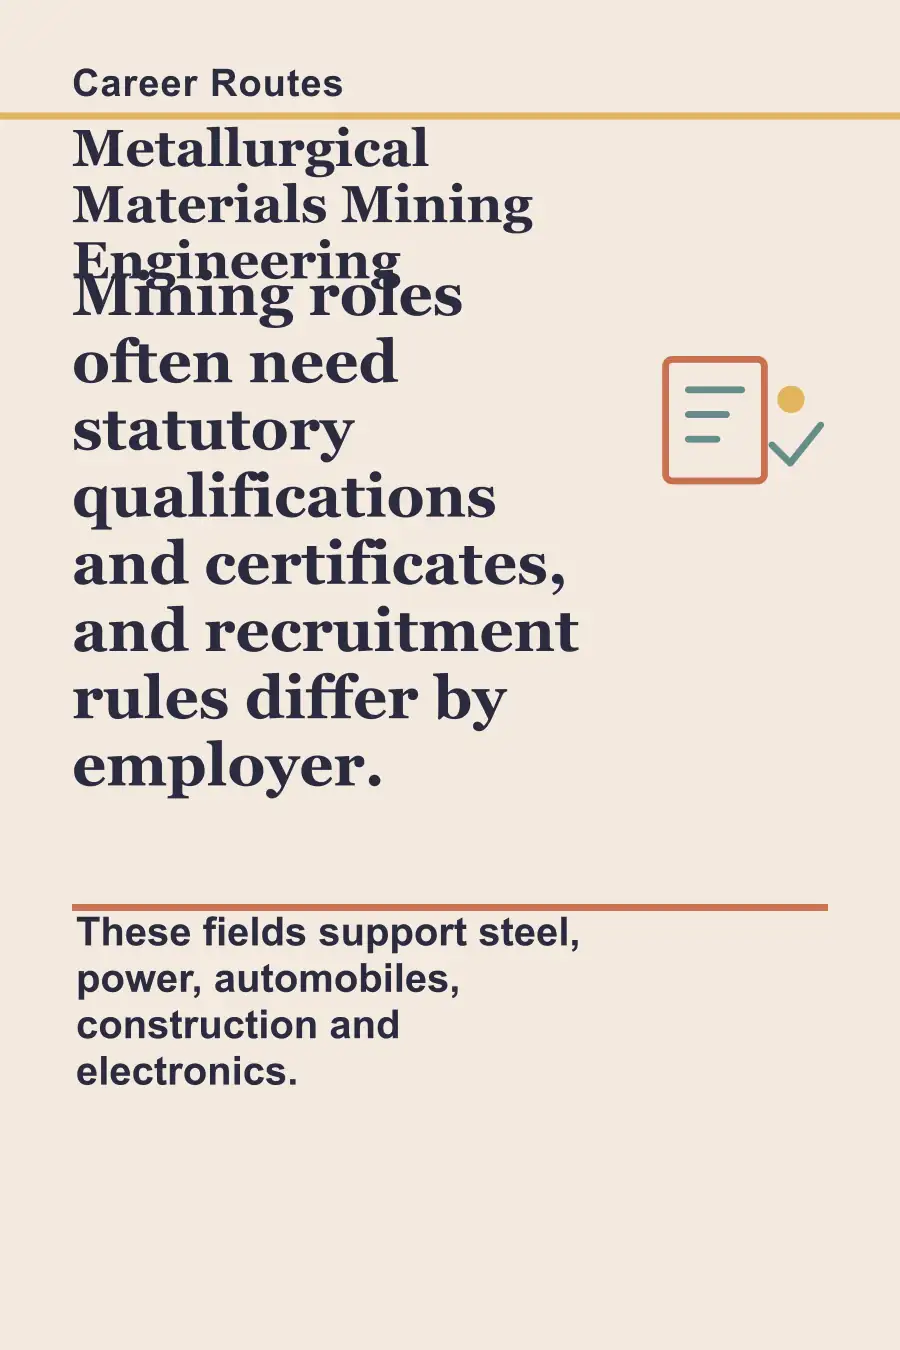 Career Routes
Metallurgical
Materials Mining
Engineering
Mining roles
often need
statutory
qualifications
and certificates,
and recruitment
rules differ by
employer.
These fields support steel,
power, automobiles,
construction and
electronics.